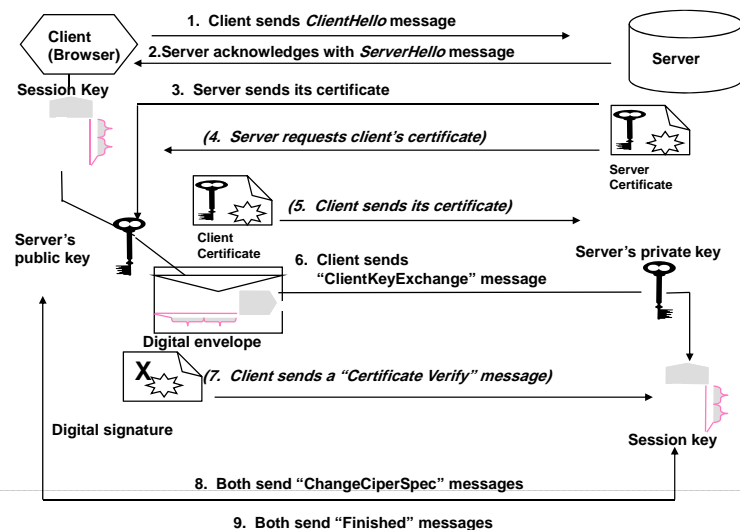 1. Client sends ClientHello message
Client
(Browser)
2.Server acknowledges with ServerHello message
Server
Session Key
3. Server sends its certificate
(4. Server requests client's certificate)
Server
Certificate
(5. Client sends its certificate)
Client
Certificate
Server's
public key
6. Client sends
"ClientKeyExchange" message
Server's private key
Digital envelope
X
(7. Client sends a "Certificate Verify" message)
Digital signature
Session key
8. Both send "ChangeCiperSpec" messages
9. Both send "Finished" messages